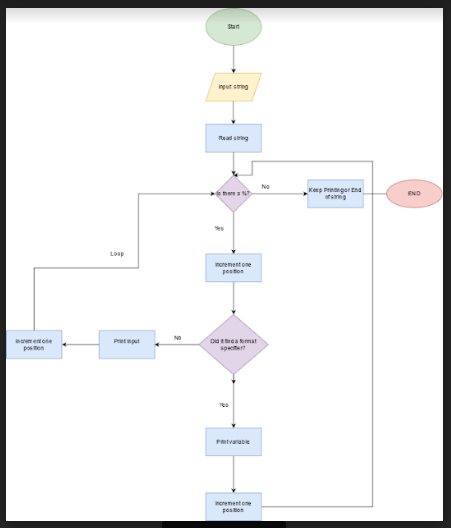 Start
Input: string
Read string
Is there a %?
No
Keep Printing or End
of string
END
Yes
Loop
Increment one
position
Increment one
position
Print input
No
Did it find a format
specifier?
Yes
Print variable
Increment one
position